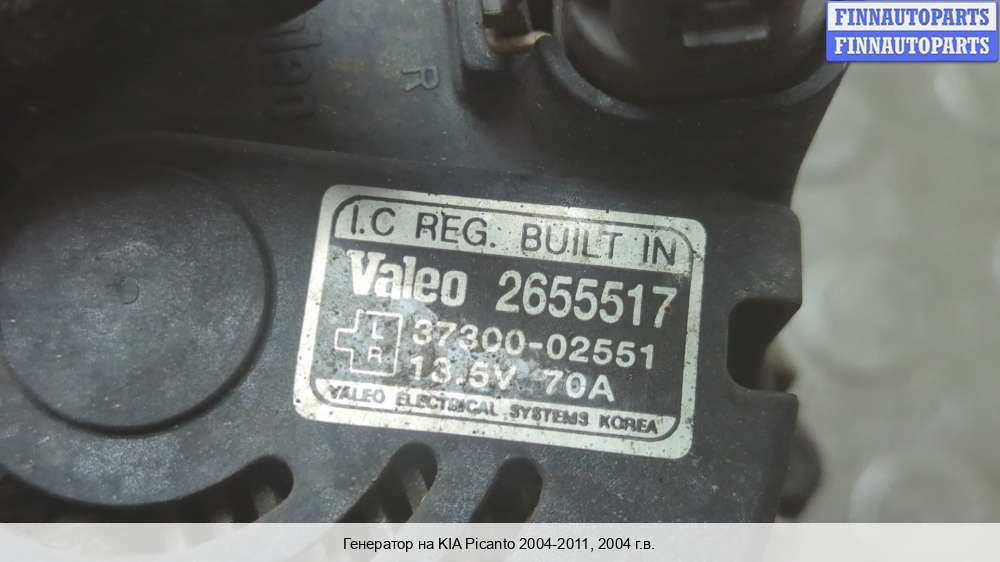 FINNAUTOPARTS
FINNAUTOPARTS
R
I.C REG. BUILT IN
Valeo 2655517
L
R
37300-02551
13.5V 70A
VALEO ELECTRICAL SYSTEMS KOREA
Генератор на KIA Picanto 2004-2011, 2004 г.в.